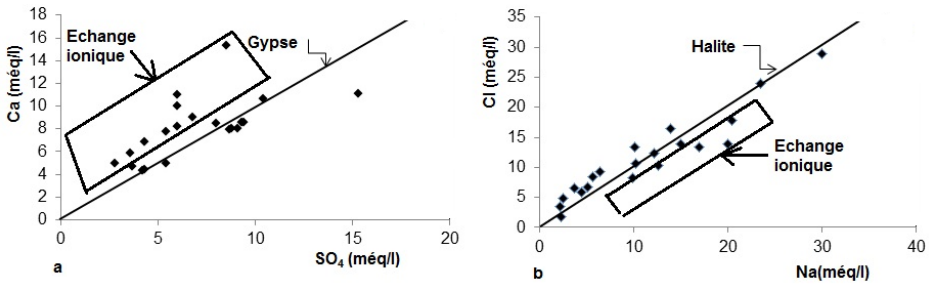 18
16
14
12
10
8
6
4
2
0
Ca (méq/l)
Echange
ionique
Gypse
0
5
10
15
20
SO4 (méq/l)
a
35
30
25
20
15
10
5
0
Cl (méq/l)
Halite
Echange
ionique
0
10
20
30
40
Na(méq/l)
b